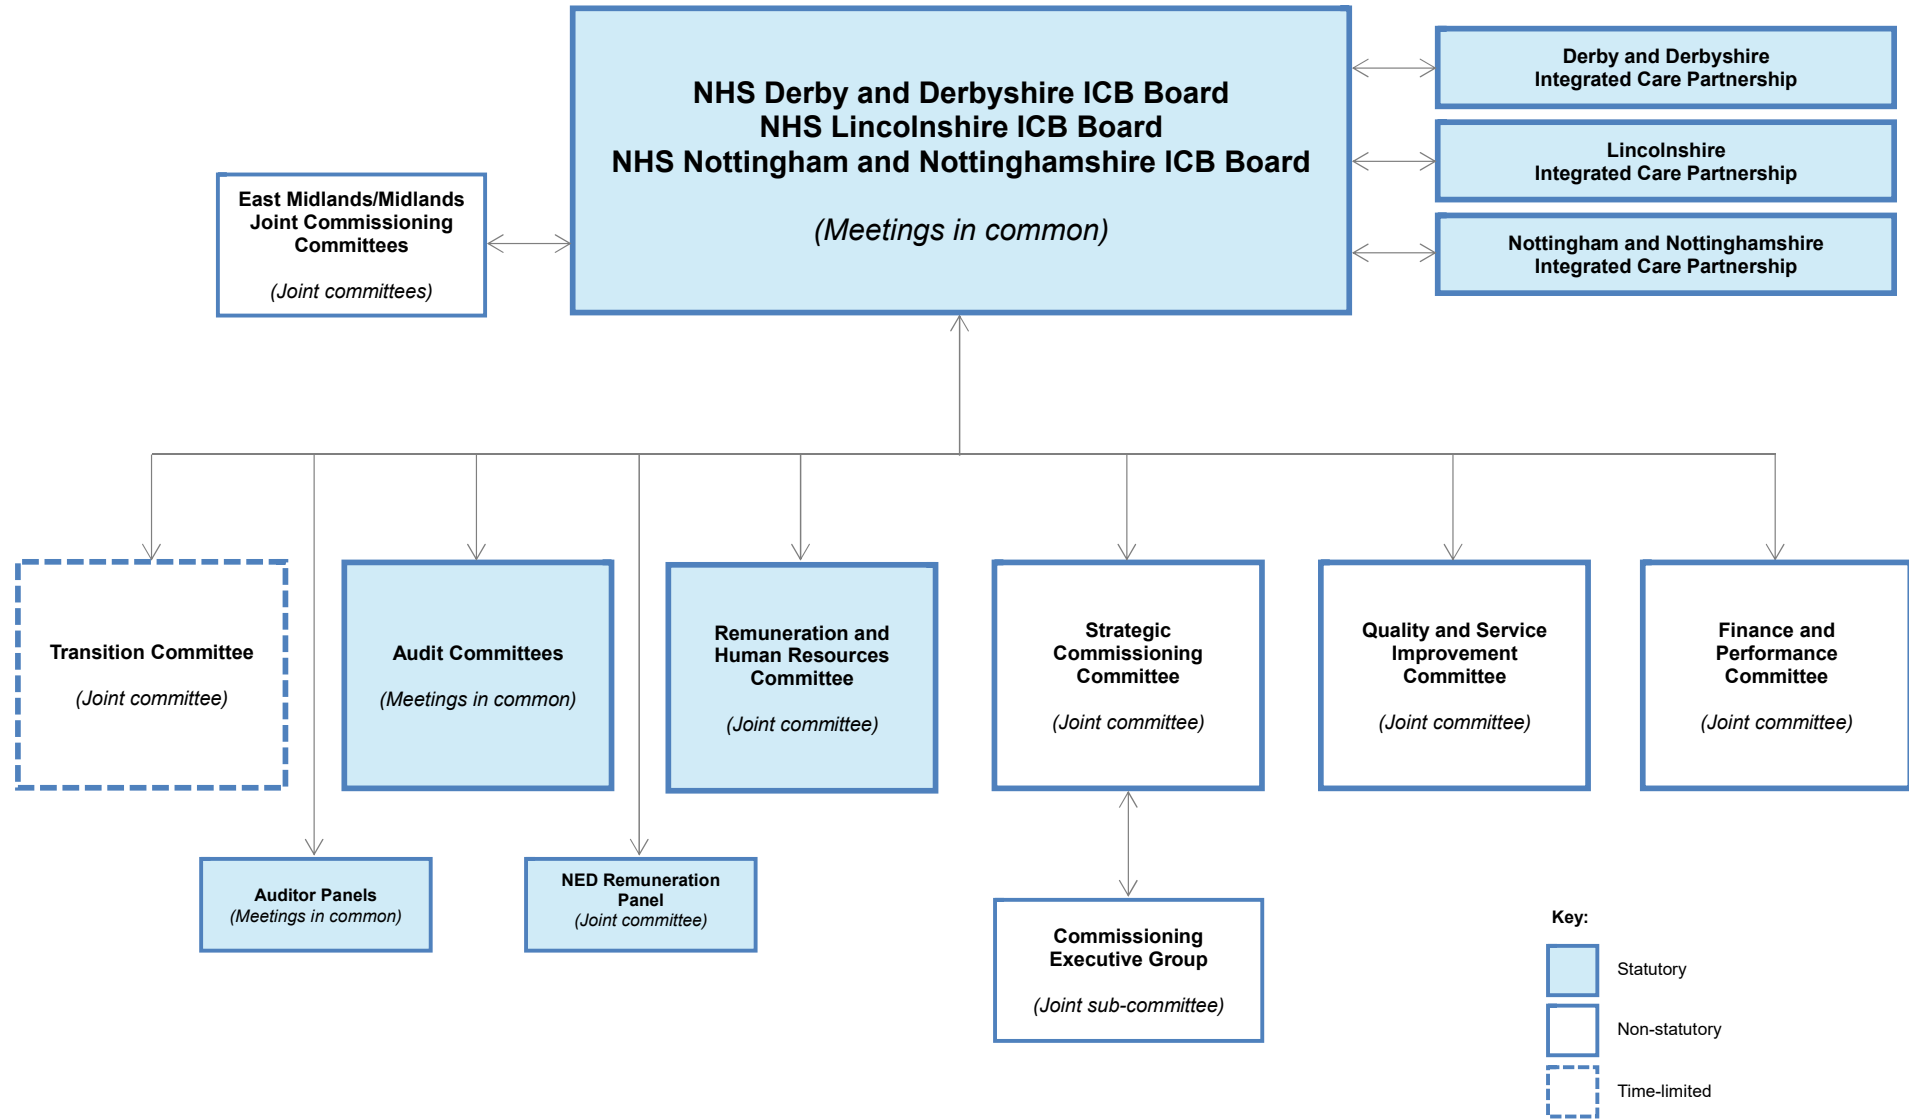 NHS Derby and Derbyshire ICB Board
NHS Lincolnshire ICB Board
NHS Nottingham and Nottinghamshire ICB Board
(Meetings in common)
Derby and Derbyshire
Integrated Care Partnership
Lincolnshire
Integrated Care Partnership
Nottingham and Nottinghamshire
Integrated Care Partnership
East Midlands/Midlands
Joint Commissioning
Committees
(Joint committees)
Transition Committee
(Joint committee)
Audit Committees
(Meetings in common)
Remuneration and
Human Resources
Committee
(Joint committee)
Strategic
Commissioning
Committee
(Joint committee)
Quality and Service
Improvement
Committee
(Joint committee)
Finance and
Performance
Committee
(Joint committee)
Auditor Panels
(Meetings in common)
NED Remuneration
Panel
(Joint committee)
Commissioning
Executive Group
(Joint sub-committee)
Key:
Statutory
Non-statutory
Time-limited